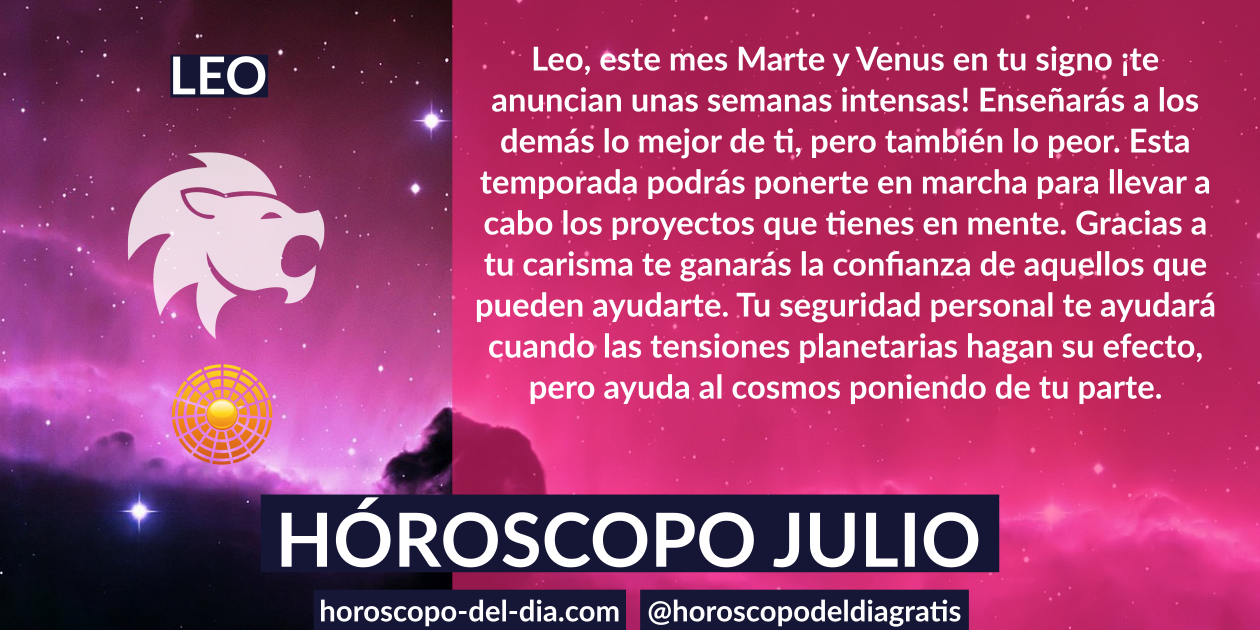 LEO
Leo, este mes Marte y Venus en tu signo ¡te
anuncian unas semanas intensas! Enseñarás a los
demás lo mejor de ti, pero también lo peor. Esta
temporada podrás ponerte en marcha para llevar a
cabo los proyectos que tienes en mente. Gracias a
tu carisma te ganarás la confianza de aquellos que
pueden ayudarte. Tu seguridad personal te ayudará
cuando las tensiones planetarias hagan su efecto,
pero ayuda al cosmos poniendo de tu parte.
HÓROSCOPO JULIO
horoscopo-del-dia.com
@horoscopodeldiagratis